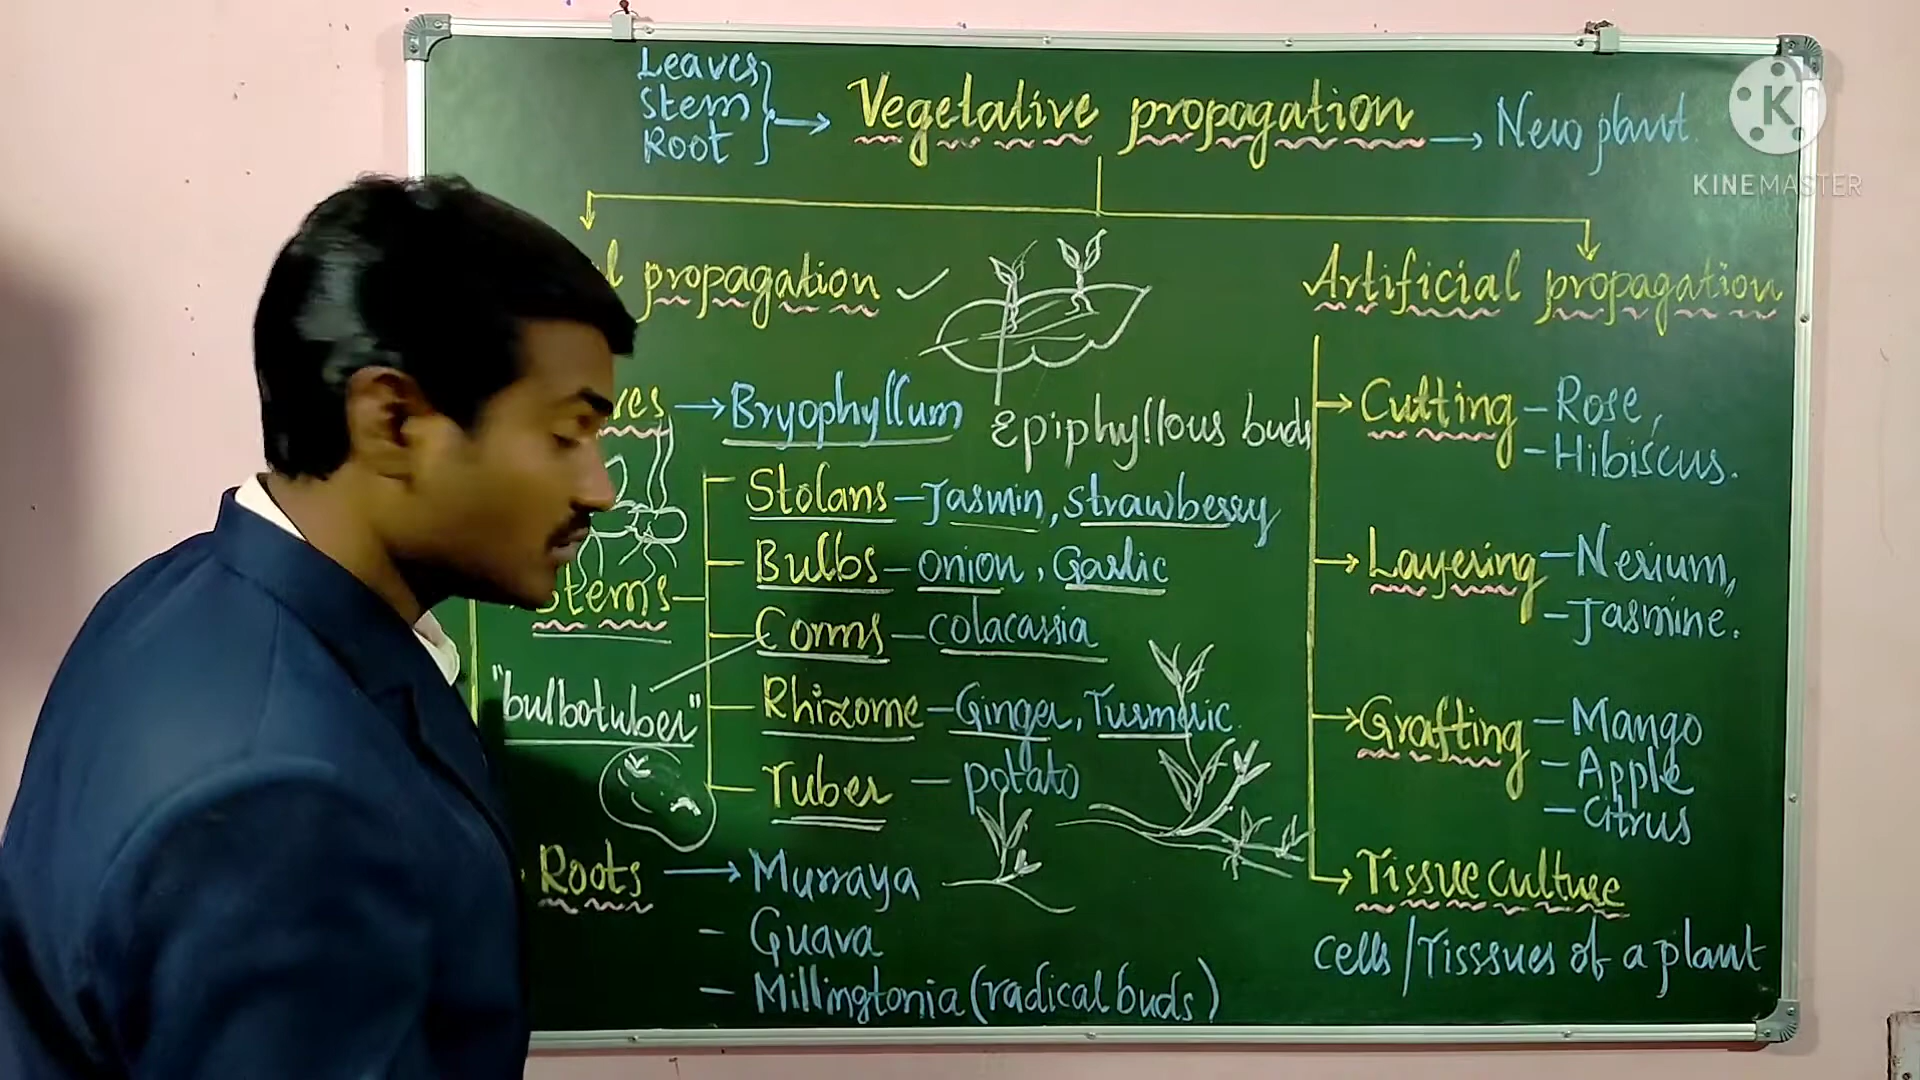 Leaves
Stem
Root
Vegetative propagation
New plant.
KINEMASTER
propagation
Artificial propagation
Bryophyllum
Epiphyllous buds
Stolans - Jasmin, Strawberry
Bulbs - onion, Garlic
Stems
Corms - colacassia
"bulbotuber"
Rhizome - Ginger, Turmeric.
Tuber - potato
Roots
Murraya
- Guava
- Millingtonia (radical buds)
Cutting - Rose,
- Hibiscus.
Layering - Nerium,
- Jasmine.
Grafting - Mango
- Apple
- Citrus
Tissue culture
Cells/Tisssues of a plant